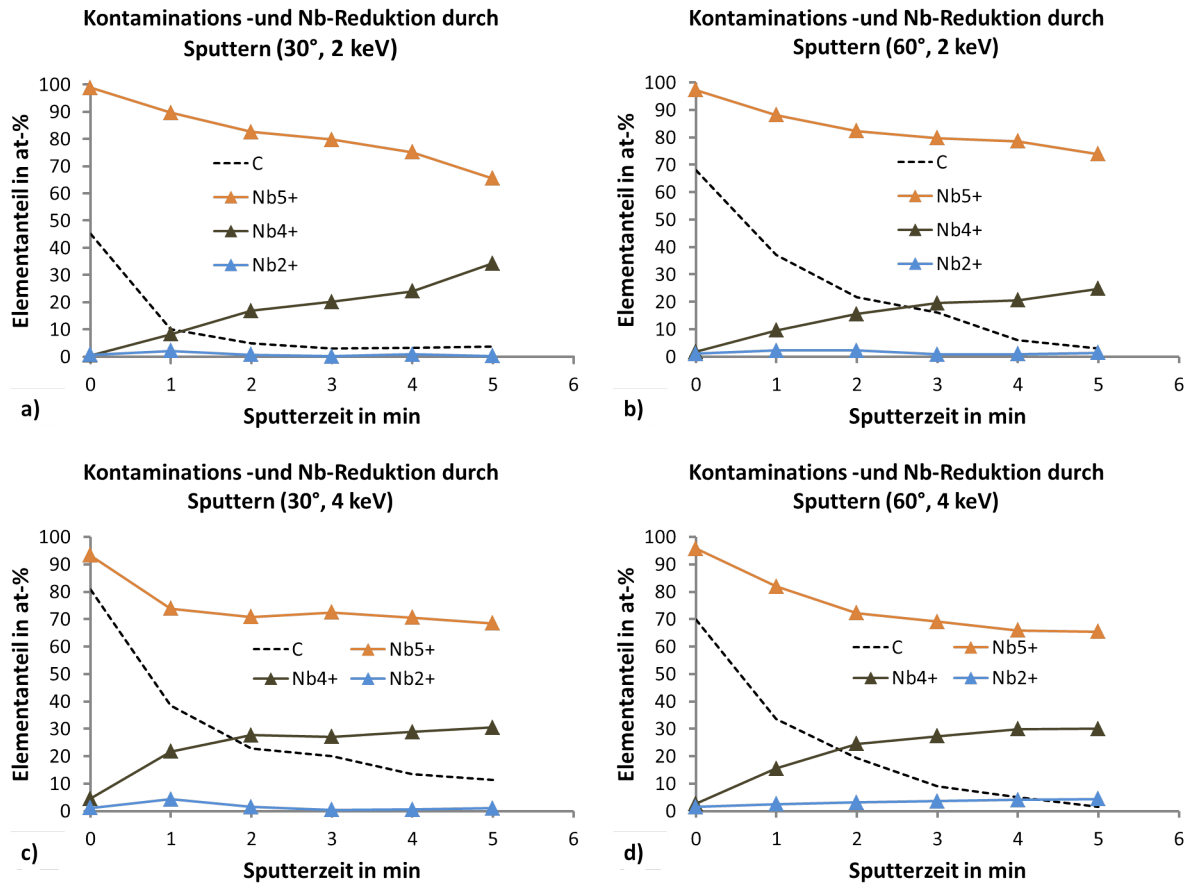 Kontaminations -und Nb-Reduktion durch
Sputtern (30°, 2 keV)
Elementanteil in at-%
100
90
80
70
60
50
40
30
20
10
0
C
Nb5+
Nb4+
Nb2+
0 1 2 3 4 5 6
Sputterzeit in min
a)
Kontaminations -und Nb-Reduktion durch
Sputtern (60°, 2 keV)
Elementanteil in at-%
100
90
80
70
60
50
40
30
20
10
0
C
Nb5+
Nb4+
Nb2+
0 1 2 3 4 5 6
Sputterzeit in min
b)
Kontaminations -und Nb-Reduktion durch
Sputtern (30°, 4 keV)
Elementanteil in at-%
100
90
80
70
60
50
40
30
20
10
0
C Nb5+
Nb4+ Nb2+
0 1 2 3 4 5 6
Sputterzeit in min
c)
Kontaminations -und Nb-Reduktion durch
Sputtern (60°, 4 keV)
Elementanteil in at-%
100
90
80
70
60
50
40
30
20
10
0
C Nb5+
Nb4+ Nb2+
0 1 2 3 4 5 6
Sputterzeit in min
d)